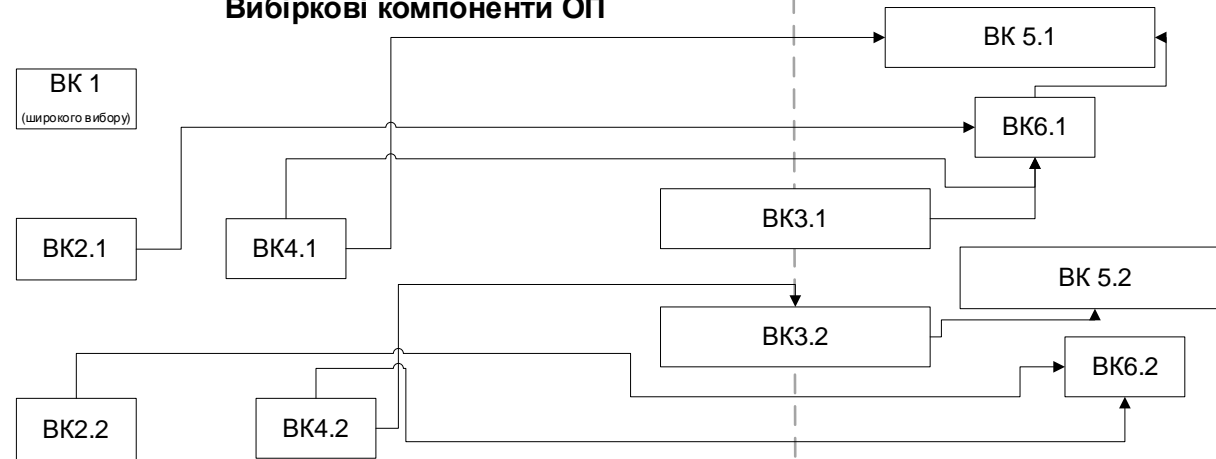 Вибіркові компоненти ОП
ВК 5.1
ВК 1
(широкого вибору)
ВК6.1
ВК3.1
ВК2.1
ВК4.1
ВК 5.2
ВК3.2
ВК6.2
ВК2.2
ВК4.2